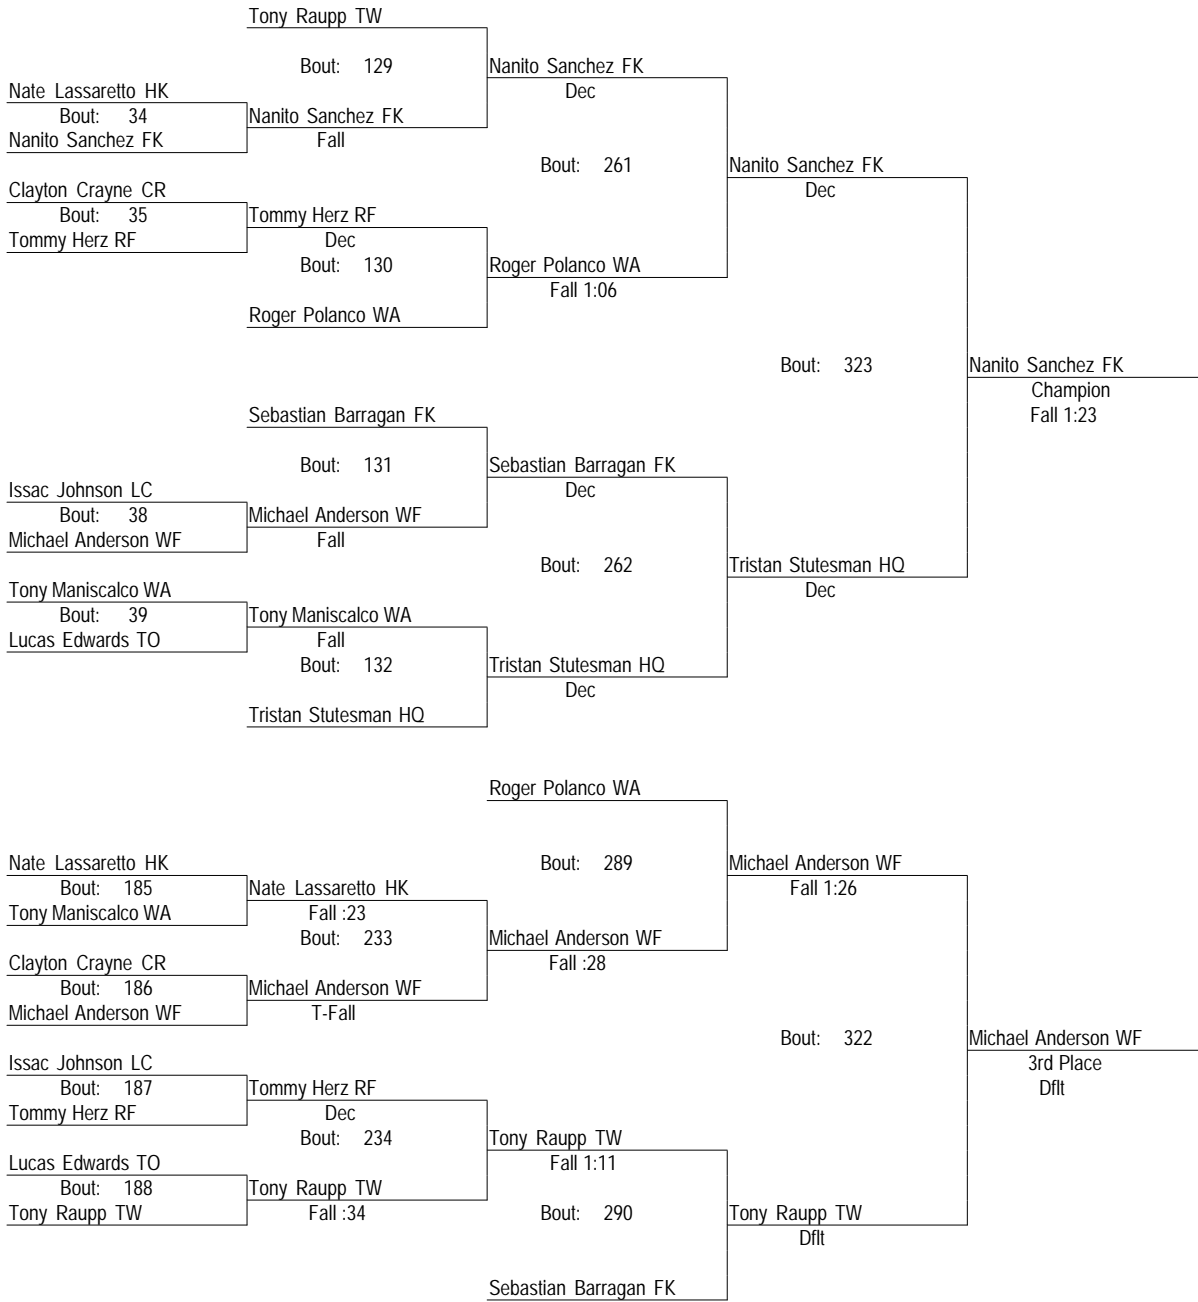 Tony Raupp TW
Bout: 129
Nanito Sanchez FK
Dec
Nate Lassaretto HK
Bout: 34
Nanito Sanchez FK
Nanito Sanchez FK
Fall
Bout: 261
Nanito Sanchez FK
Dec
Clayton Crayne CR
Bout: 35
Tommy Herz RF
Tommy Herz RF
Dec
Bout: 130
Roger Polanco WA
Fall 1:06
Roger Polanco WA
Bout: 323
Nanito Sanchez FK
Champion
Fall 1:23
Sebastian Barragan FK
Bout: 131
Sebastian Barragan FK
Dec
Issac Johnson LC
Bout: 38
Michael Anderson WF
Michael Anderson WF
Fall
Bout: 262
Tristan Stutesman HQ
Dec
Tony Maniscalco WA
Bout: 39
Lucas Edwards TO
Tony Maniscalco WA
Fall
Bout: 132
Tristan Stutesman HQ
Dec
Tristan Stutesman HQ
Roger Polanco WA
Bout: 289
Michael Anderson WF
Fall 1:26
Nate Lassaretto HK
Bout: 185
Tony Maniscalco WA
Nate Lassaretto HK
Fall :23
Bout: 233
Michael Anderson WF
Fall :28
Clayton Crayne CR
Bout: 186
Michael Anderson WF
Michael Anderson WF
T-Fall
Bout: 322
Michael Anderson WF
3rd Place
Dflt
Issac Johnson LC
Bout: 187
Tommy Herz RF
Tommy Herz RF
Dec
Bout: 234
Tony Raupp TW
Fall 1:11
Lucas Edwards TO
Bout: 188
Tony Raupp TW
Tony Raupp TW
Fall :34
Bout: 290
Tony Raupp TW
Dflt
Sebastian Barragan FK